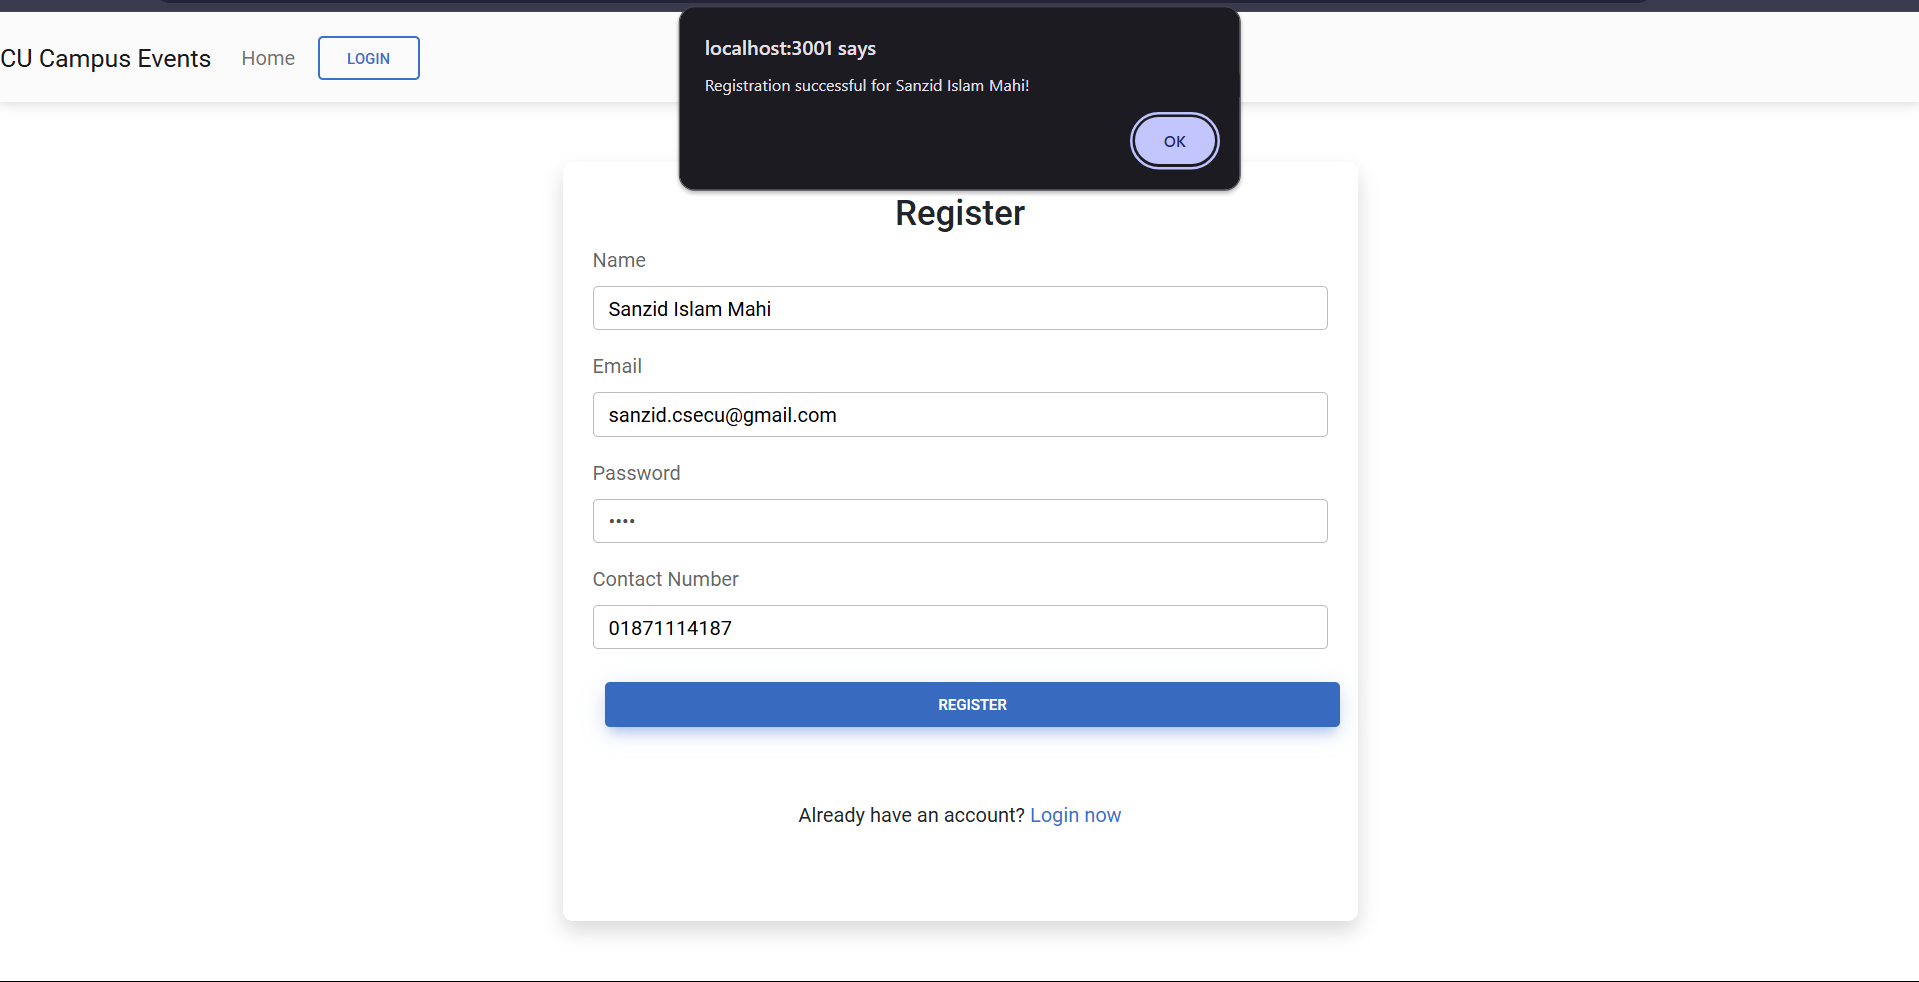 CU Campus Events Home LOGIN
localhost:3001 says
Registration successful for Sanzid Islam Mahi!
OK
Register
Name
Sanzid Islam Mahi
Email
sanzid.csecu@gmail.com
Password
••••
Contact Number
01871114187
REGISTER
Already have an account? Login now